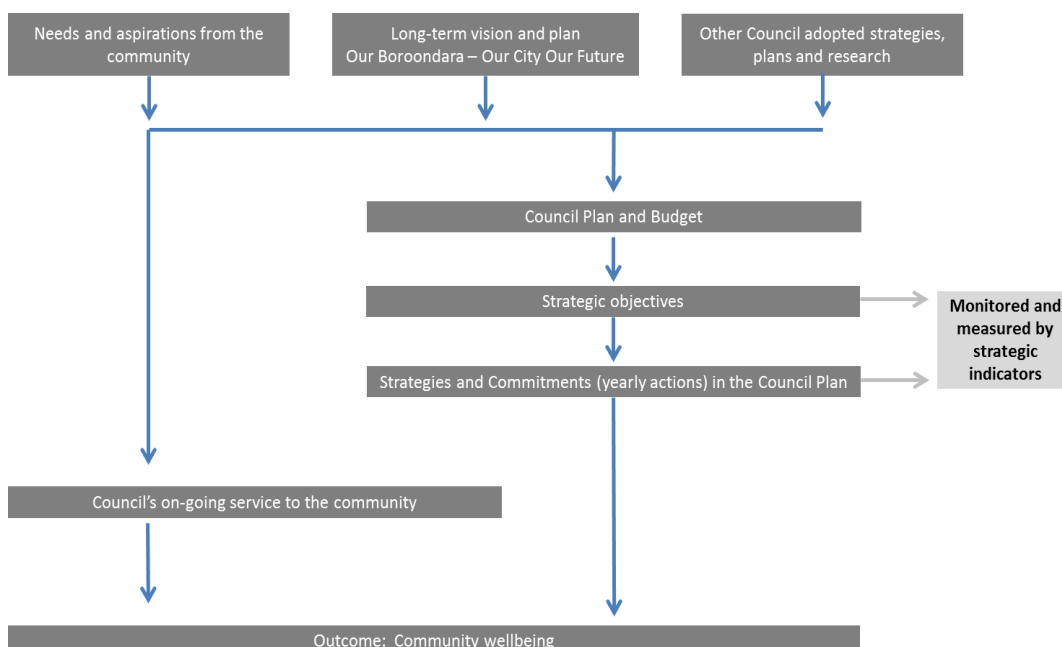 Needs and aspirations from the
community
Long-term vision and plan
Our Boroondara – Our City Our Future
Other Council adopted strategies,
plans and research
Council Plan and Budget
Strategic objectives
Monitored and
measured by
strategic
indicators
Strategies and Commitments (yearly actions) in the Council Plan
Council’s on-going service to the community
Outcome: Community wellbeing